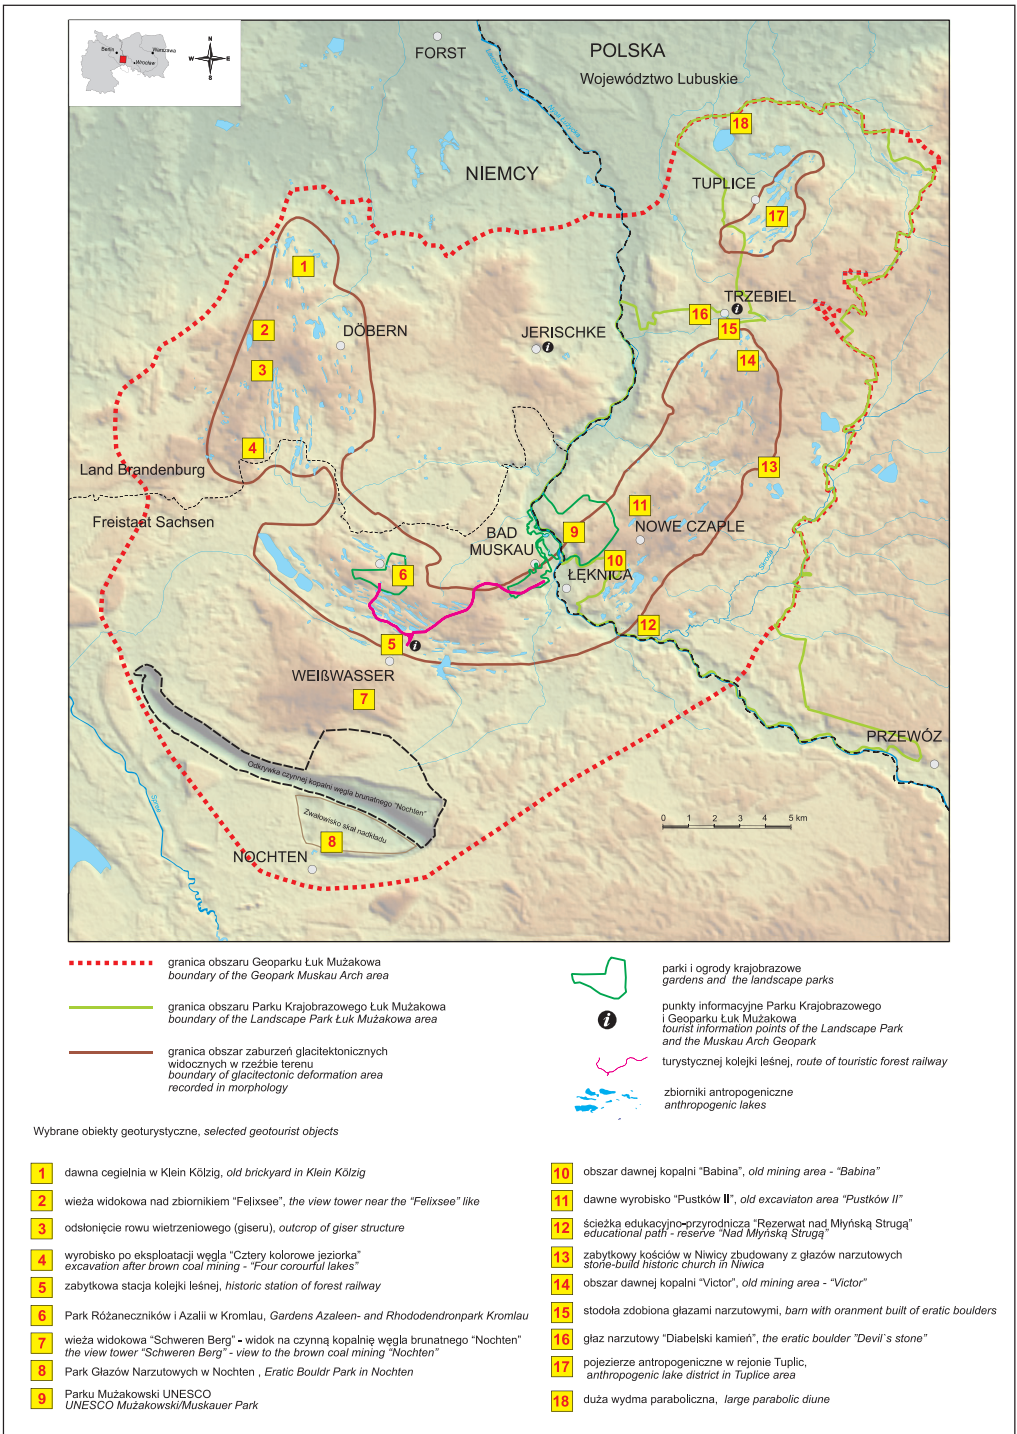 Berlin
Warszawa
Wrocław
N
W
E
S
FORST
POLSKA
Województwo Lubuskie
Nysa Łużycka
NIEMCY
18
TUPLICE
17
1
TRZEBIEL
16
15
2
DÖBERN
JERISCHKE
14
3
4
Land Brandenburg
13
Freistaat Sachsen
11
BAD
MUSKAU
9
NOWE CZAPLE
10
6
ŁĘKNICA
Skroda
12
5
WEIßWASSER
7
PRZEWÓZ
Odkrywka czynnej kopalni węgla brunatnego "Nochten"
Spree
Zwałowisko skał nadkładu
0 1 2 3 4 5 km
8
NOCHTEN
granica obszaru Geoparku Łuk Mużakowa
boundary of the Geopark Muskau Arch area
granica obszaru Parku Krajobrazowego Łuk Mużakowa
boundary of the Landscape Park Łuk Mużakowa area
granica obszar zaburzeń glacitektonicznych
widocznych w rzeźbie terenu
boundary of glacitectonic deformation area
recorded in morphology
parki i ogrody krajobrazowe
gardens and the landscape parks
punkty informacyjne Parku Krajobrazowego
i Geoparku Łuk Mużakowa
tourist information points of the Landscape Park
and the Muskau Arch Geopark
turystycznej kolejki leśnej, route of touristic forest railway
zbiorniki antropogeniczne
anthropogenic lakes
Wybrane obiekty geoturystyczne, selected geotourist objects
1 dawna cegielnia w Klein Kölzig, old brickyard in Klein Kölzig
2 wieża widokowa nad zbiornikiem "Felixsee", the view tower near the "Felixsee" like
3 odsłonięcie rowu wietrzeniowego (giseru), outcrop of giser structure
4 wyrobisko po eksploatacji węgla "Cztery kolorowe jeziorka"
excavation after brown coal mining - "Four corourful lakes"
5 zabytkowa stacja kolejki leśnej, historic station of forest railway
6 Park Różaneczników i Azalii w Kromlau, Gardens Azaleen- and Rhododendronpark Kromlau
7 wieża widokowa "Schweren Berg" - widok na czynną kopalnię węgla brunatnego "Nochten"
the view tower "Schweren Berg" - view to the brown coal mining "Nochten"
8 Park Głazów Narzutowych w Nochten , Eratic Bouldr Park in Nochten
9 Parku Mużakowski UNESCO
UNESCO Mużakowski/Muskauer Park
10 obszar dawnej kopalni "Babina", old mining area - "Babina"
11 dawne wyrobisko "Pustków II", old excaviaton area "Pustków II"
12 ścieżka edukacyjno-przyrodnicza "Rezerwat nad Młyńską Strugą"
educational path - reserve "Nad Młyńską Strugą"
13 zabytkowy kościów w Niwicy zbudowany z głazów narzutowych
stone-build historic church in Niwica
14 obszar dawnej kopalni "Victor", old mining area - "Victor"
15 stodoła zdobiona głazami narzutowymi, barn with oranment built of eratic boulders
16 głaz narzutowy "Diabelski kamień", the eratic boulder "Devil`s stone"
17 pojezierze antropogeniczne w rejonie Tuplic,
anthropogenic lake district in Tuplice area
18 duża wydma paraboliczna, large parabolic diune